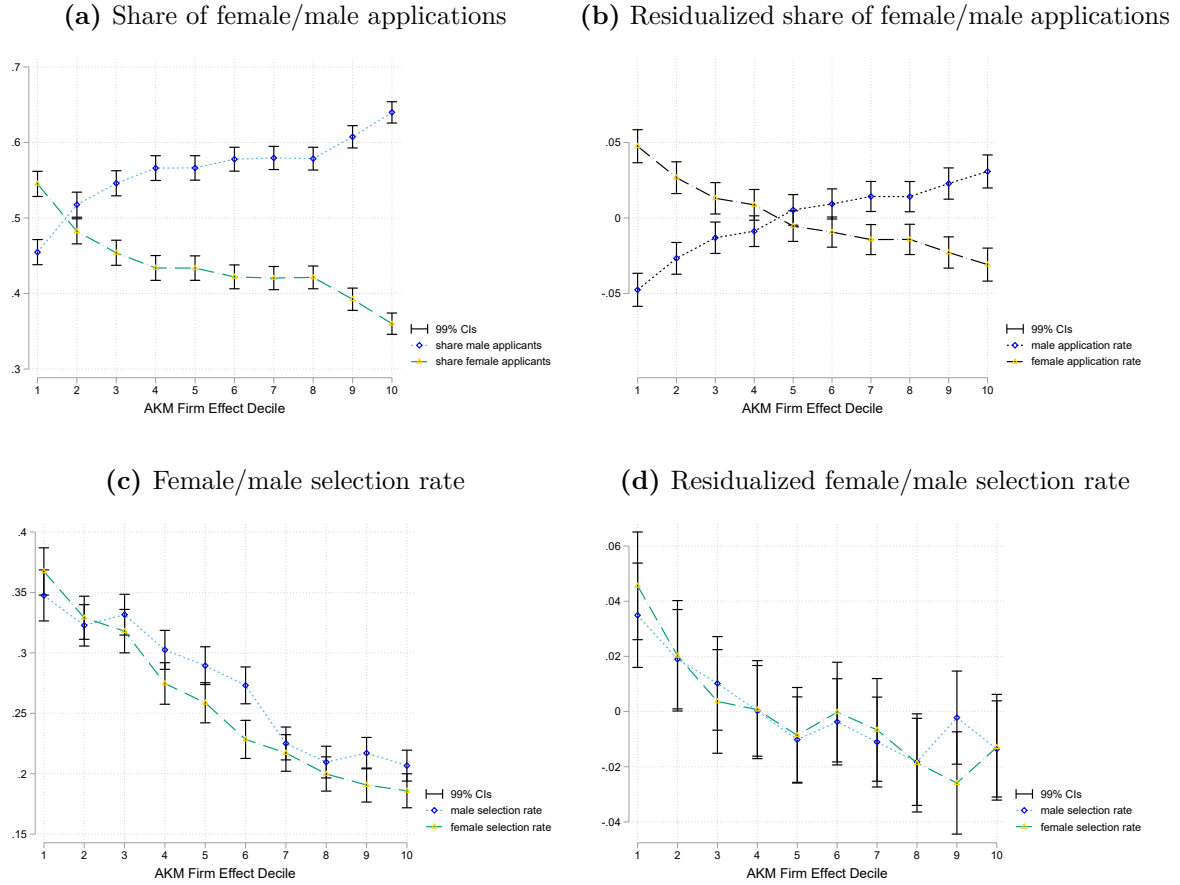 (a) Share of female/male applications
.7
.6
.5
.4
.3
1 2 3 4 5 6 7 8 9 10
AKM Firm Effect Decile
99% CIs
share male applicants
share female applicants
(b) Residualized share of female/male applications
.05
0
-.05
1 2 3 4 5 6 7 8 9 10
AKM Firm Effect Decile
99% CIs
male application rate
female application rate
(c) Female/male selection rate
.4
.35
.3
.25
.2
.15
1 2 3 4 5 6 7 8 9 10
AKM Firm Effect Decile
99% CIs
male selection rate
female selection rate
(d) Residualized female/male selection rate
.06
.04
.02
0
-.02
-.04
1 2 3 4 5 6 7 8 9 10
AKM Firm Effect Decile
99% CIs
male selection rate
female selection rate